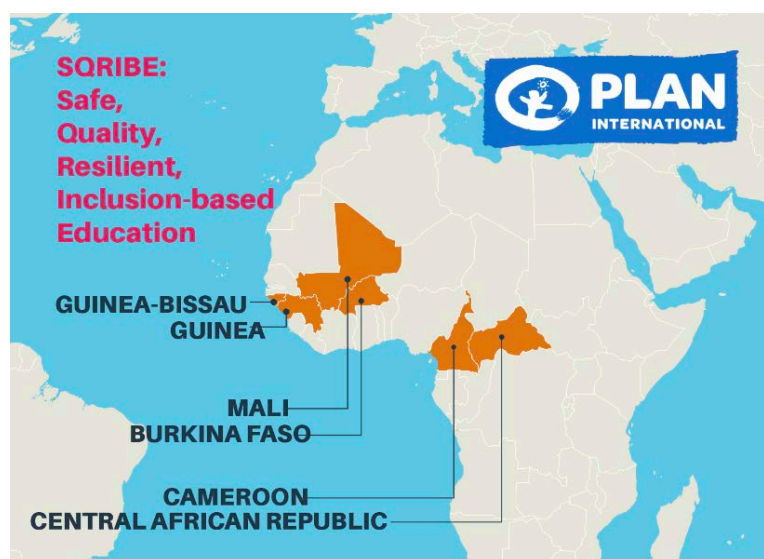 SQRIBE:
Safe,
Quality,
Resilient,
Inclusion-based
Education
PLAN
INTERNATIONAL
GUINEA-BISSAU
GUINEA
MALI
BURKINA FASO
CAMEROON
CENTRAL AFRICAN REPUBLIC